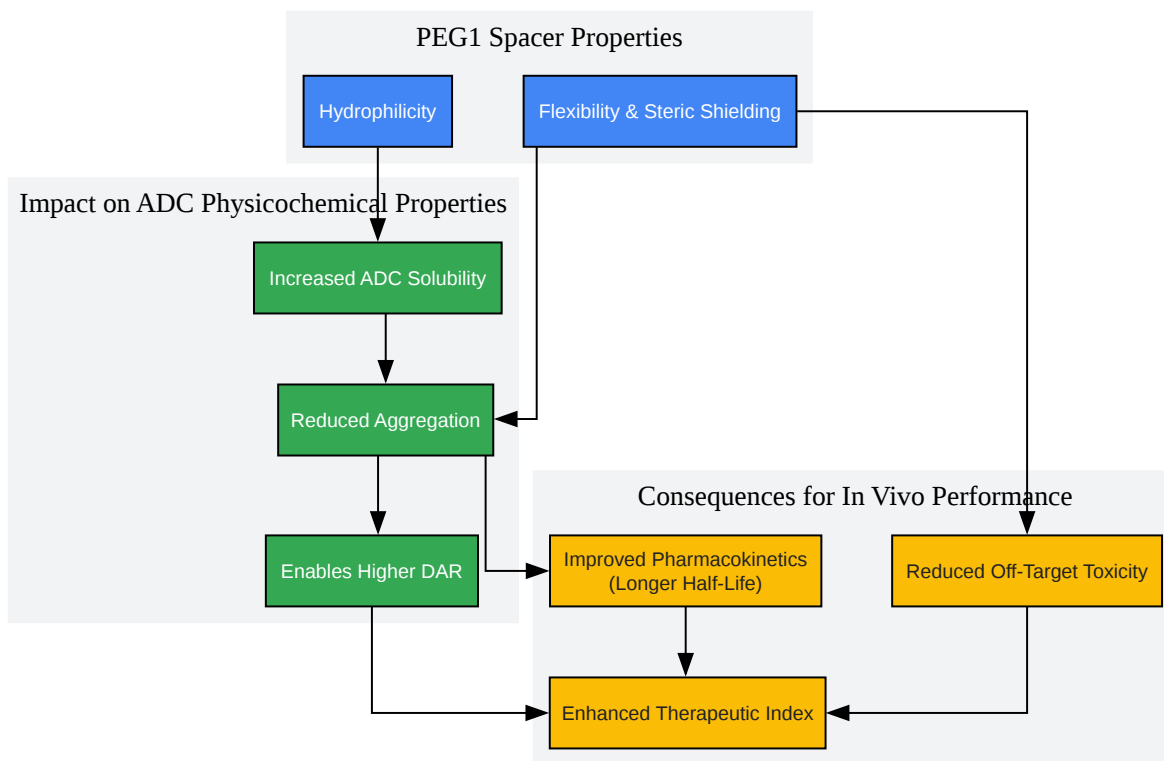 PEG1 Spacer Properties
Hydrophilicity
Flexibility & Steric Shielding
Impact on ADC Physicochemical Properties
Increased ADC Solubility
Reduced Aggregation
Enables Higher DAR
Consequences for In Vivo Performance
Improved Pharmacokinetics
(Longer Half-Life)
Reduced Off-Target Toxicity
Enhanced Therapeutic Index